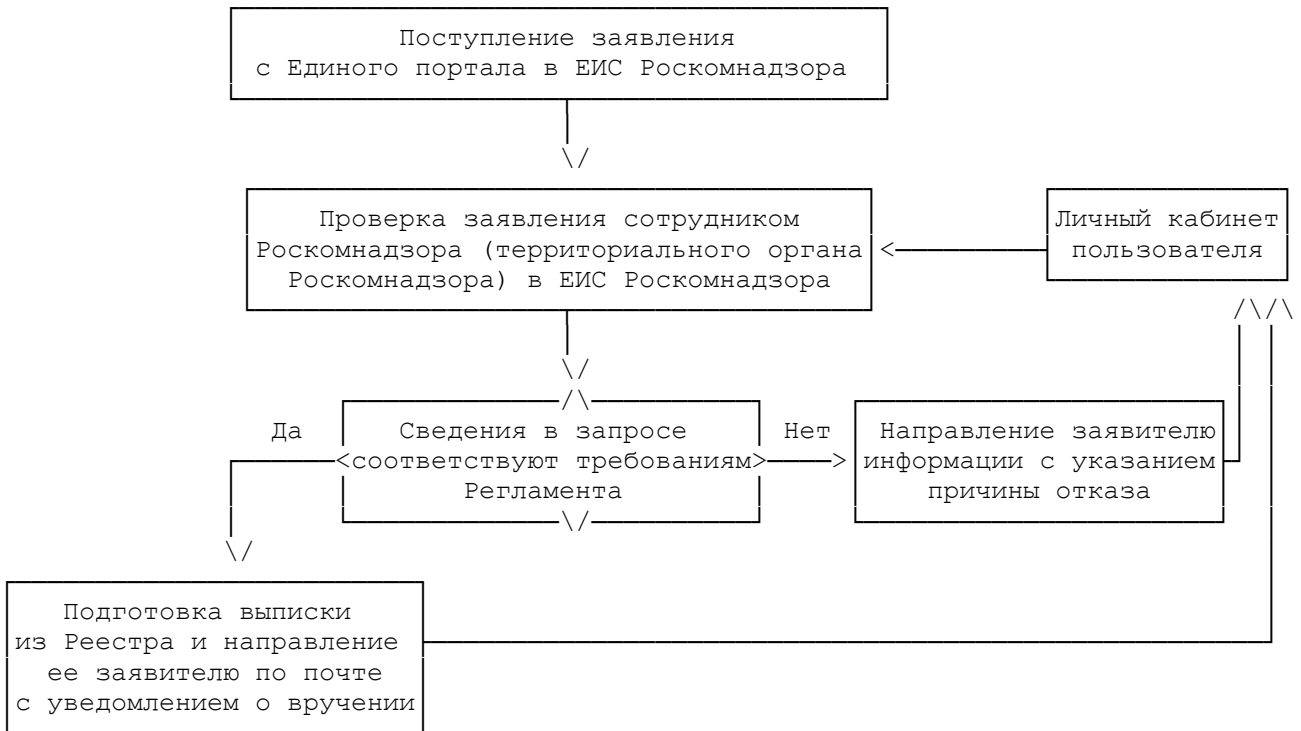 Поступление заявления
с Единого портала в ЕИС Роскомнадзора
Проверка заявления сотрудником
Роскомнадзора (территориального органа
Роскомнадзора) в ЕИС Роскомнадзора
Личный кабинет
пользователя
Да
Сведения в запросе
соответствуют требованиям
Регламента
Нет
Направление заявителю
информации с указанием
причины отказа
Подготовка выписки
из Реестра и направление
ее заявителю по почте
с уведомлением о вручении